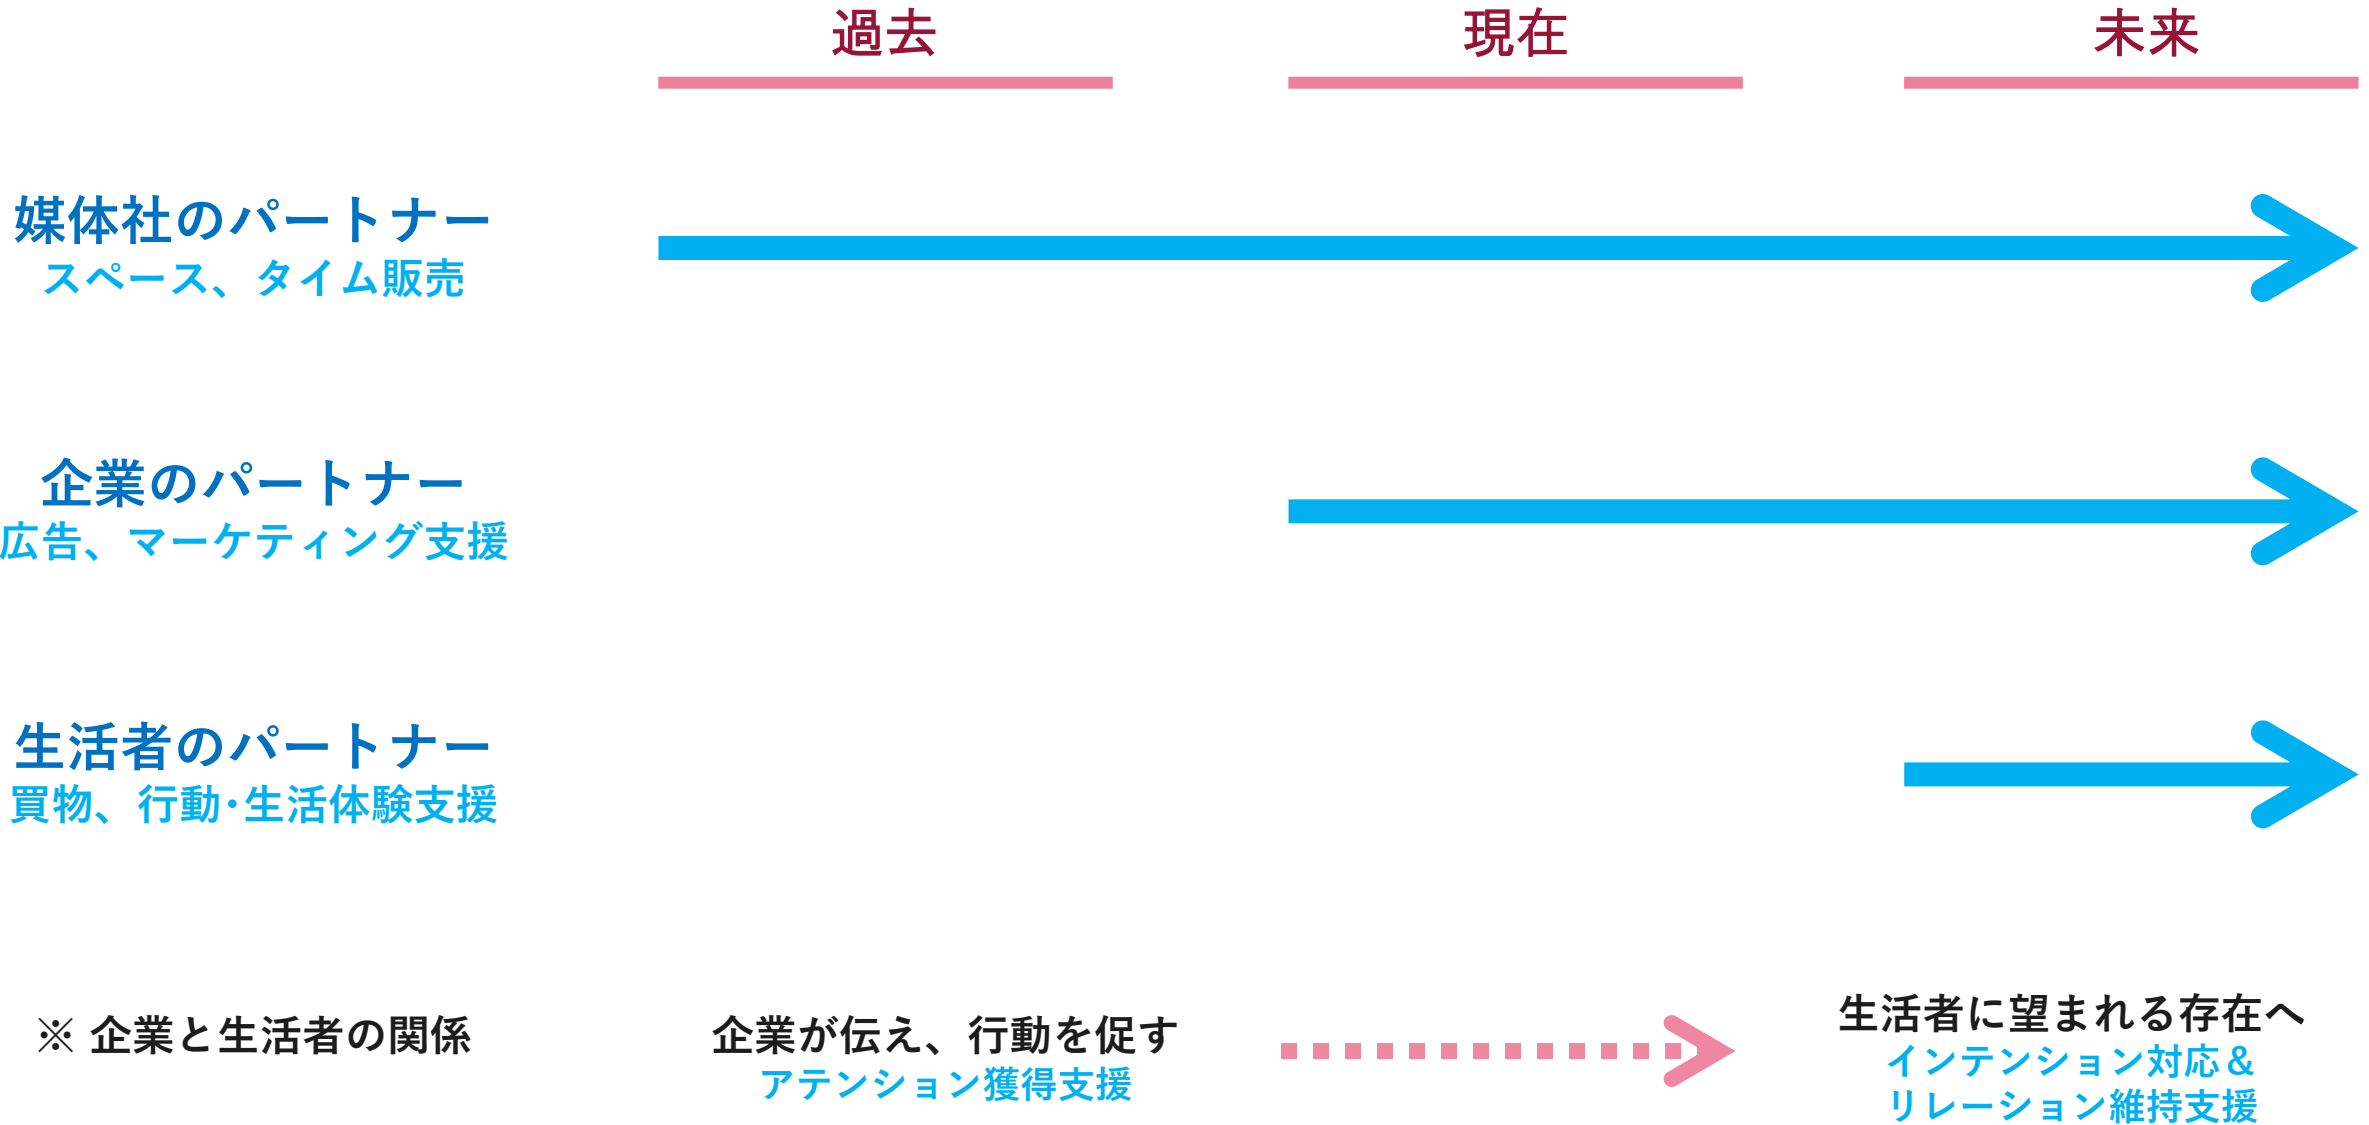 過去
現在
未来
媒体社のパートナー
スペース、タイム販売
企業のパートナー
広告、マーケティング支援
生活者のパートナー
買物、行動・生活体験支援
※ 企業と生活者の関係
企業が伝え、行動を促す
アテンション獲得支援
生活者に望まれる存在へ
インテンション対応＆
リレーション維持支援